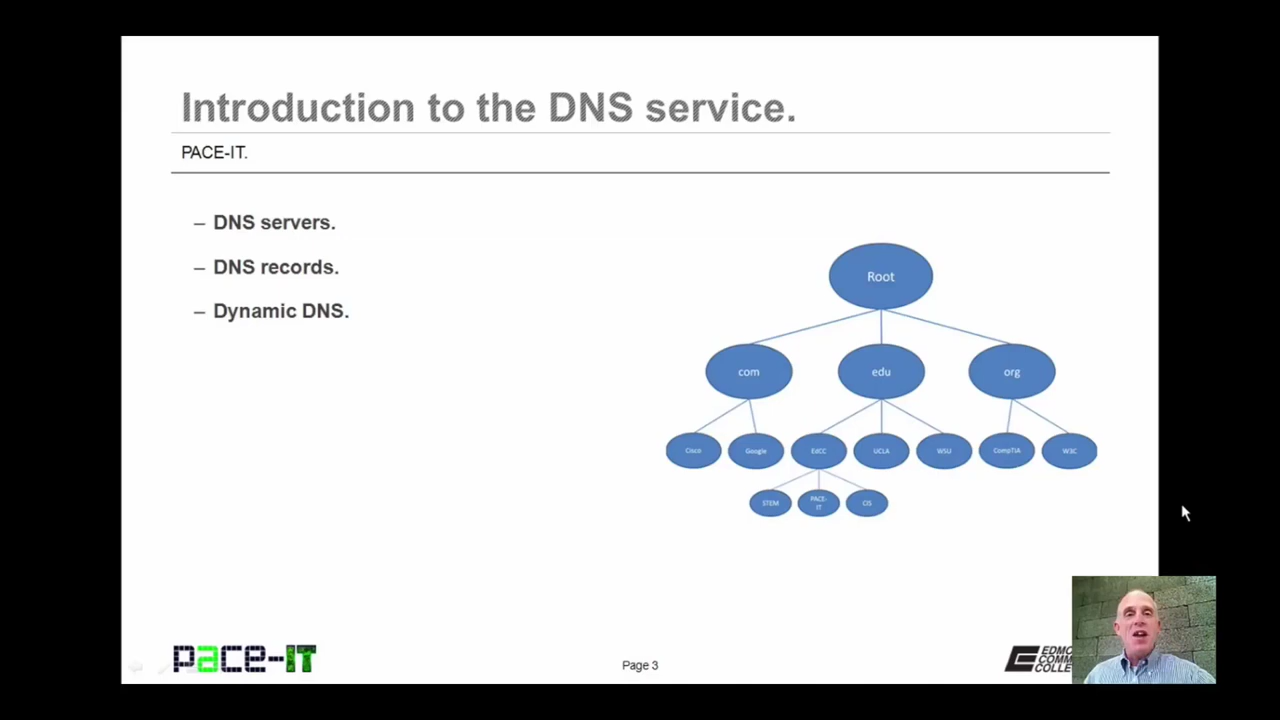 Introduction to the DNS service.
PACE-IT.
– DNS servers.
– DNS records.
– Dynamic DNS.
Root
com
edu
org
Cisco
Google
EdCC
UCLA
WSU
CompTIA
W3C
STEM
PACE-
IT
CIS
pace-IT
Page 3